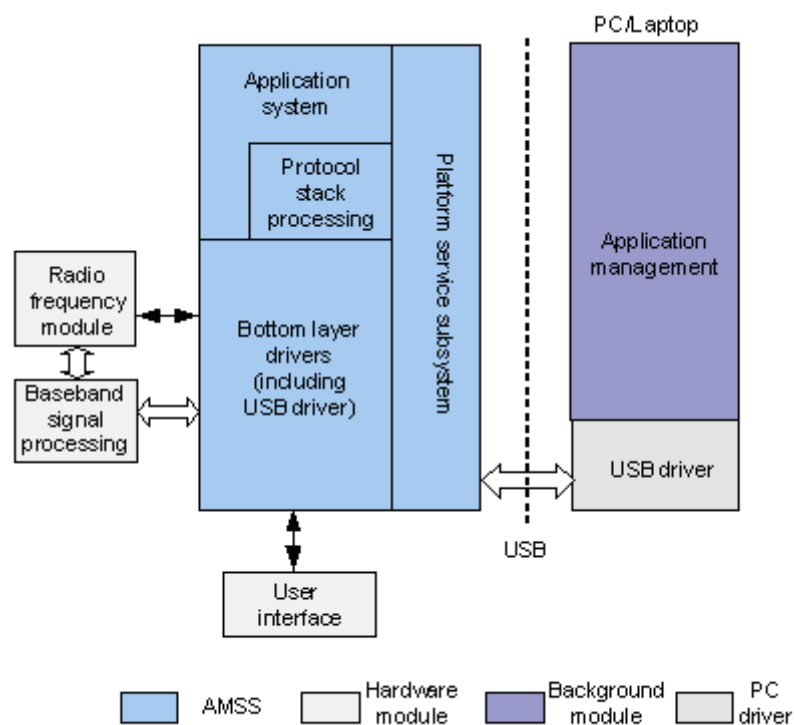 PC/Laptop
Application
system
Protocol
stack
processing
Platform service subsystem
Application
management
Radio
frequency
module
Bottom layer
drivers
(including
USB driver)
Baseband
signal
processing
USB driver
USB
User
interface
AMSS
Hardware
module
Background
module
PC
driver